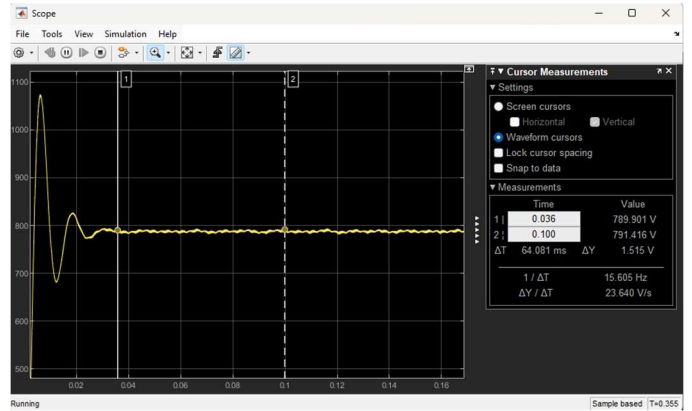 Scope
File Tools View Simulation Help
1100
1000
900
800
700
600
500
1
2
0.02 0.04 0.06 0.08 0.1 0.12 0.14 0.16
Cursor Measurements
Settings
Screen cursors
Horizontal Vertical
Waveform cursors
Lock cursor spacing
Snap to data
Measurements
Time Value
1 | 0.036 789.901 V
2 ¦ 0.100 791.416 V
ΔT 64.081 ms ΔY 1.515 V
1 / ΔT 15.605 Hz
ΔY / ΔT 23.640 V/s
Running Sample based T=0.355